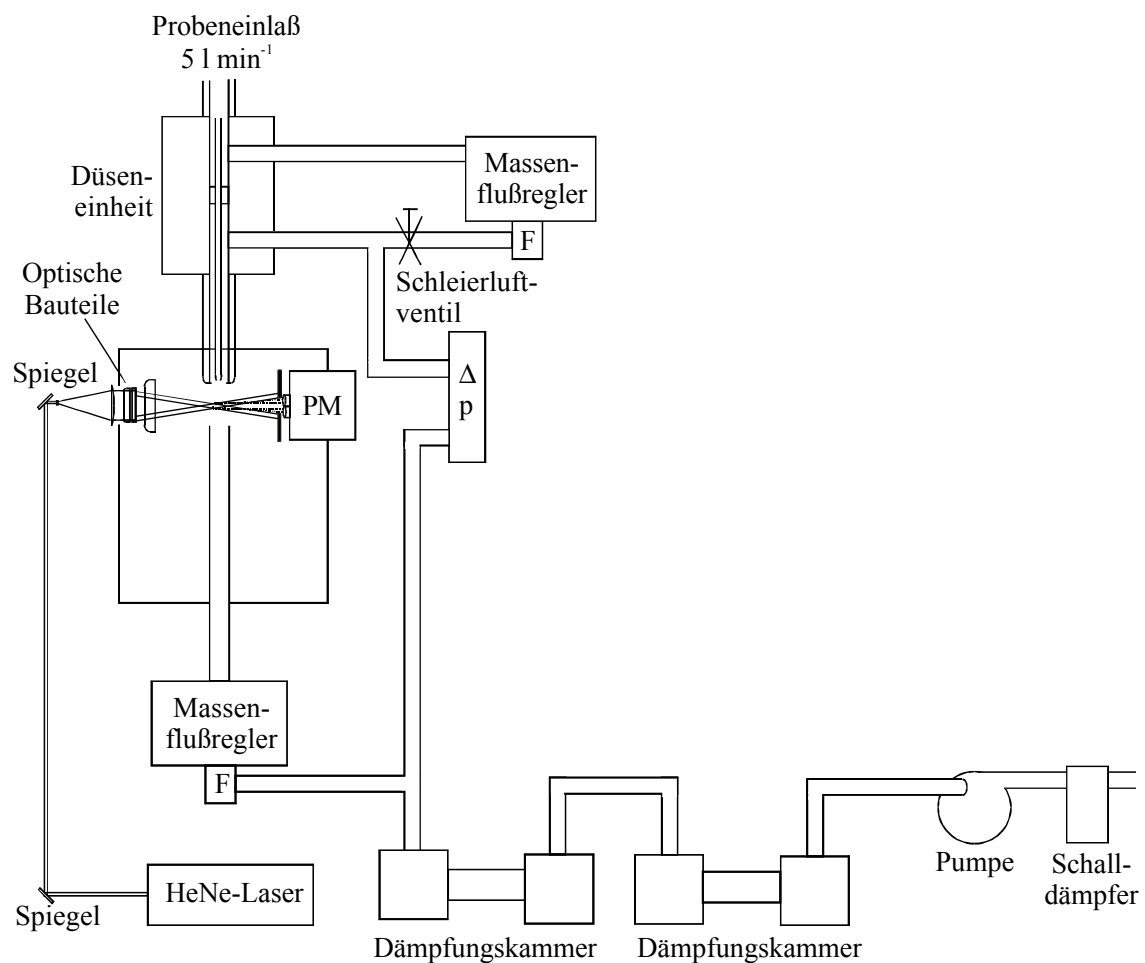 Probeneinlaß
5 l min⁻¹
Düsen-
einheit
Massen-
flußregler
F
Schleierluft-
ventil
Optische
Bauteile
Spiegel
PM
Δ
p
Massen-
flußregler
F
HeNe-Laser
Spiegel
Dämpfungskammer
Dämpfungskammer
Pumpe
Schall-
dämpfer